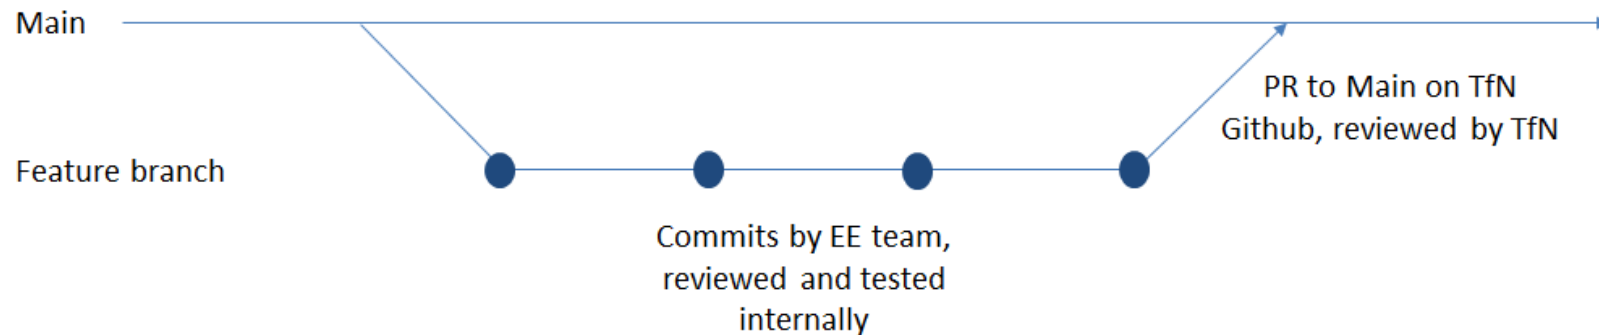 Main
PR to Main on TfN
Github, reviewed by TfN
Feature branch
Commits by EE team,
reviewed and tested
internally